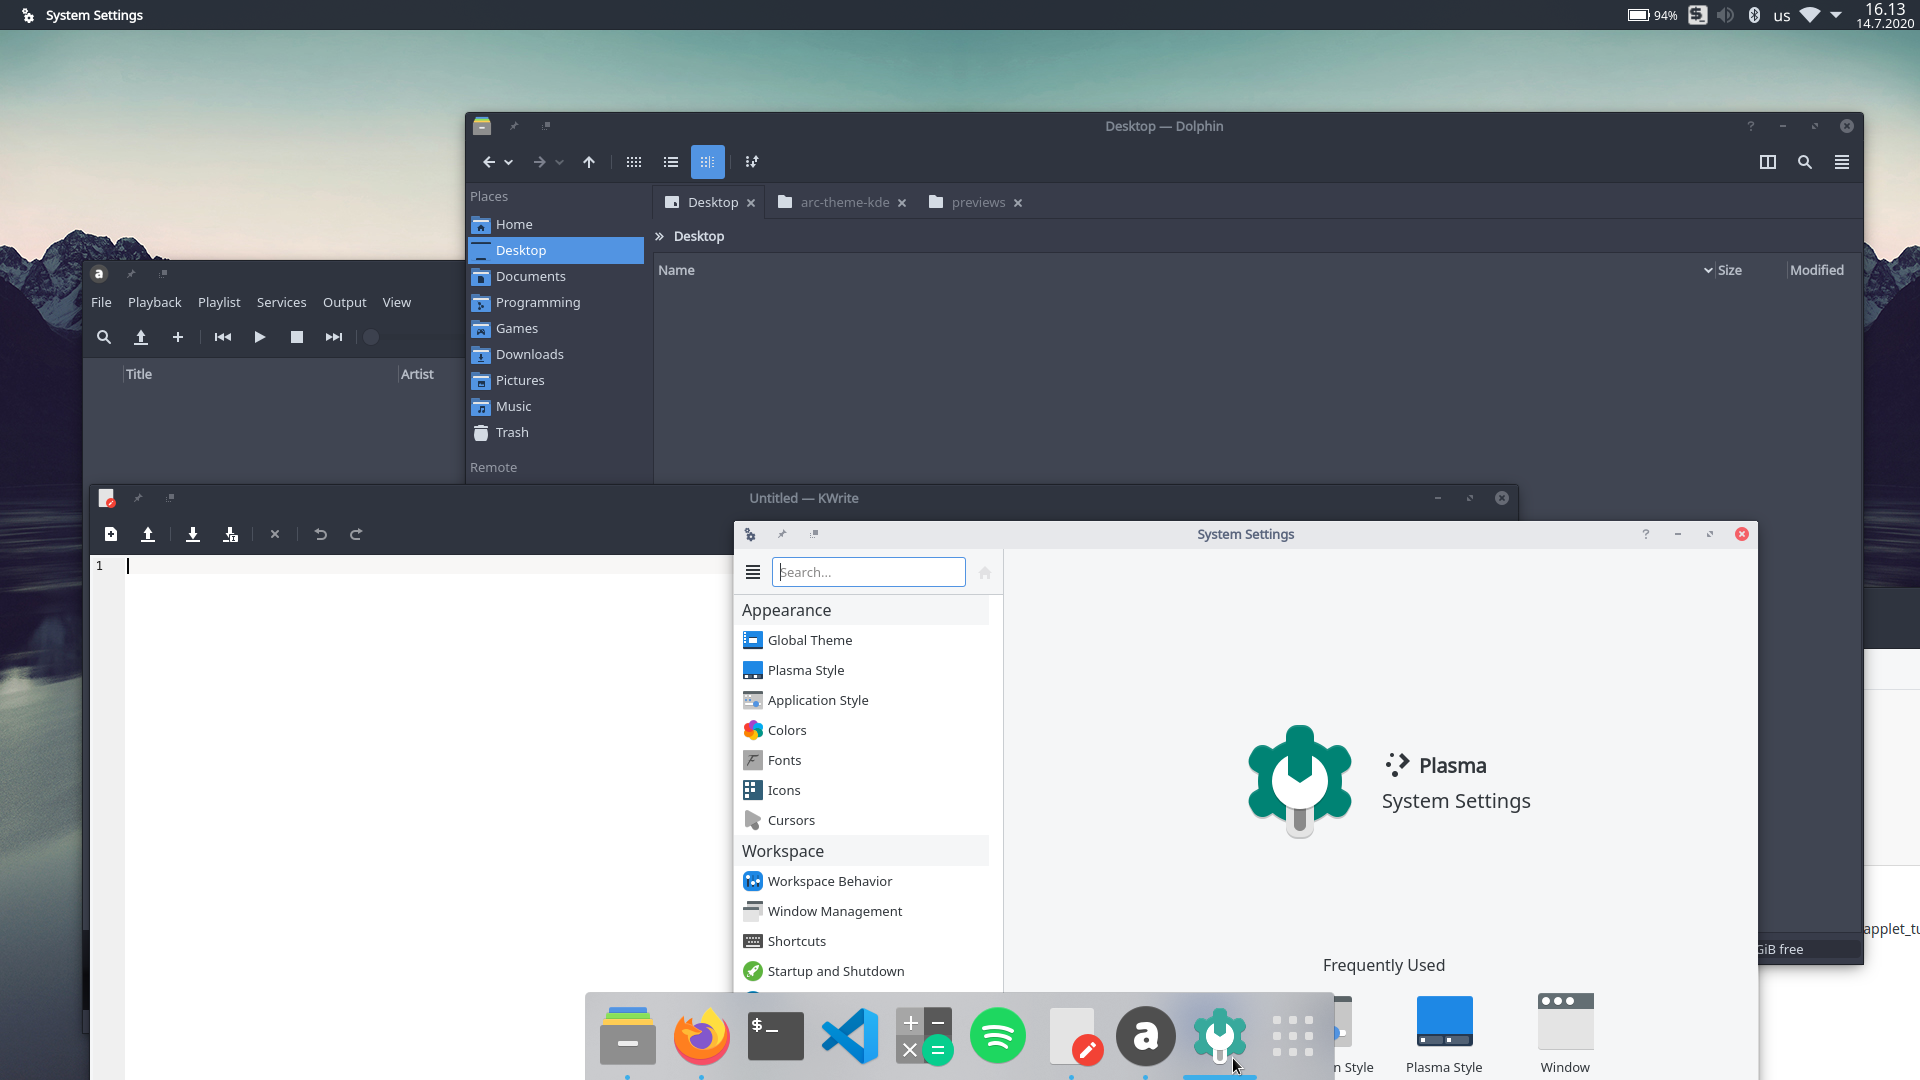 System Settings
94%
us
16.13
14.7.2020
Desktop — Dolphin
Places
Home
Desktop
Documents
Programming
Games
Downloads
Pictures
Music
Trash
Remote
Desktop
arc-theme-kde
previews
Desktop
Name
Size
Modified
GiB free
File
Playback
Playlist
Services
Output
View
Title
Artist
Untitled — KWrite
1
System Settings
Search...
Appearance
Global Theme
Plasma Style
Application Style
Colors
Fonts
Icons
Cursors
Workspace
Workspace Behavior
Window Management
Shortcuts
Startup and Shutdown
Plasma
System Settings
Frequently Used
n Style
Plasma Style
Window
applet_tu
$_
a
a